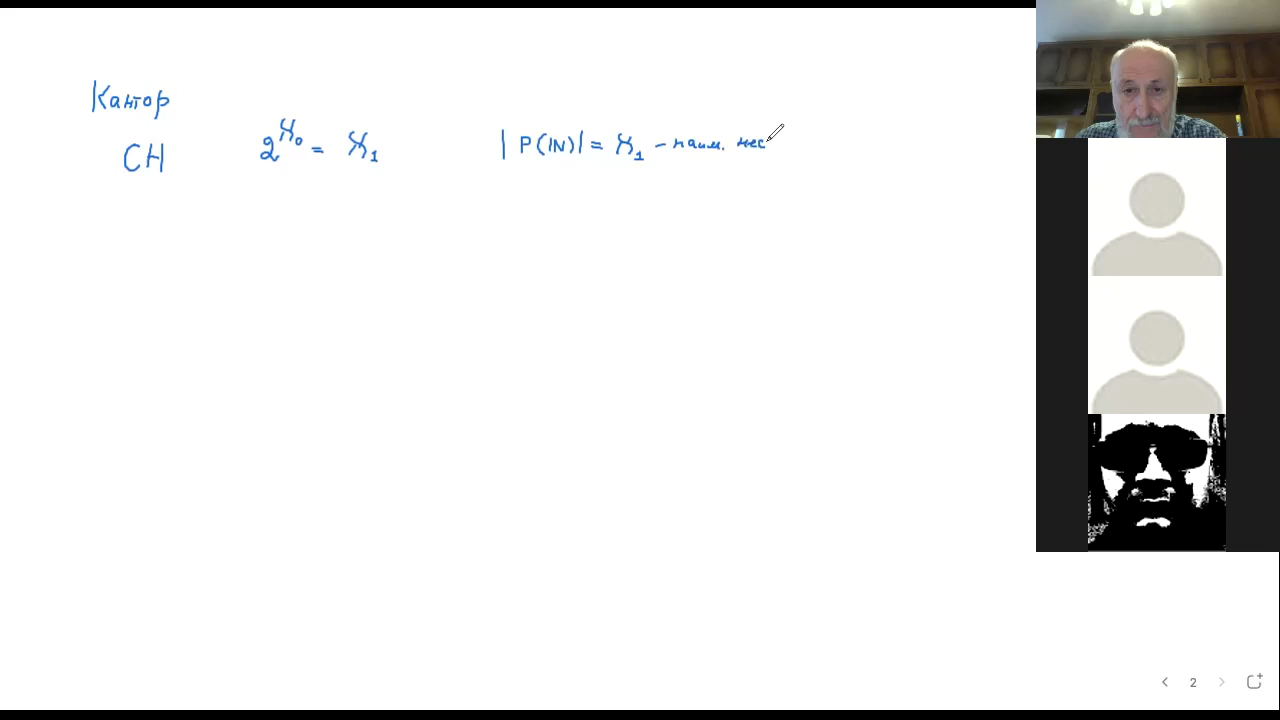 Кантор
CH 2^ℵ₀ = ℵ₁ |P(ℕ)| = ℵ₁ – наим. нес
2